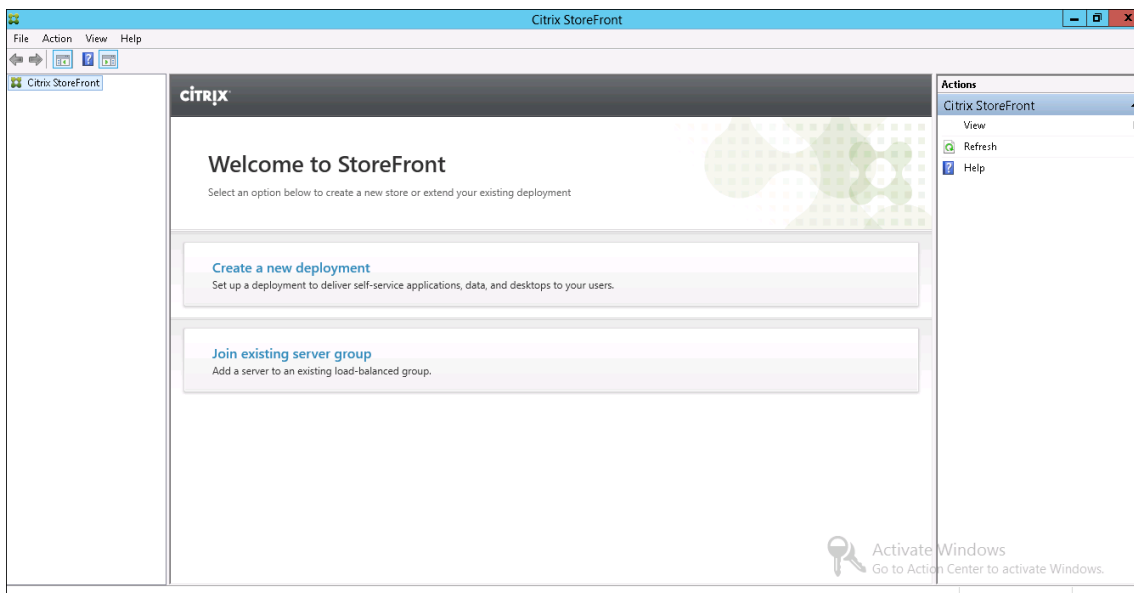 Citrix StoreFront
File Action View Help
Citrix StoreFront
CITRIX
Welcome to StoreFront
Select an option below to create a new store or extend your existing deployment
Create a new deployment
Set up a deployment to deliver self-service applications, data, and desktops to your users.
Join existing server group
Add a server to an existing load-balanced group.
Actions
Citrix StoreFront
View
Refresh
Help
Activate Windows
Go to Action Center to activate Windows.